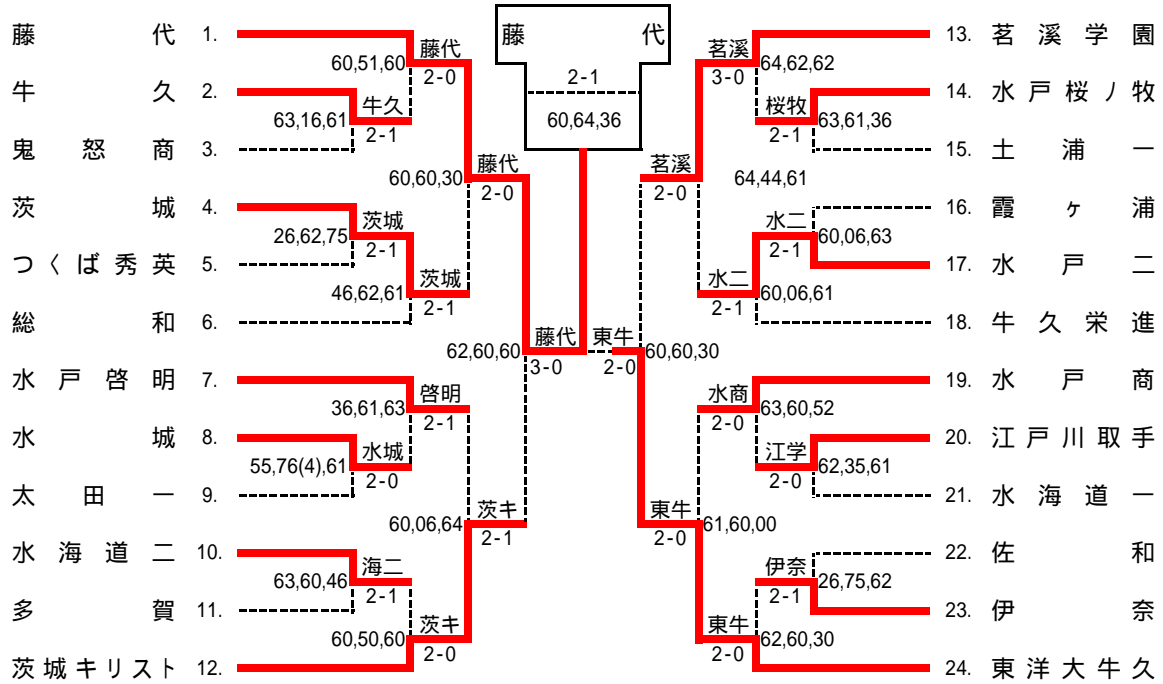 藤代
2-1
60,64,36
藤代 1.
藤代
60,51,60
2-0
牛久 2.
牛久
63,16,61
2-1
鬼怒商 3.
藤代
60,60,30
2-0
茨城 4.
茨城
26,62,75
2-1
つくば秀英 5.
茨城
46,62,61
2-1
総和 6.
藤代
62,60,60
3-0
水戸啓明 7.
啓明
36,61,63
2-1
水城 8.
水城
55,76(4),61
2-0
太田一 9.
茨キ
60,06,64
2-1
水海道二 10.
海二
63,60,46
2-1
多賀 11.
茨キ
60,50,60
2-0
茨城キリスト 12.
13. 茗溪学園
茗溪
64,62,62
3-0
14. 水戸桜ノ牧
桜牧
63,61,36
2-1
15. 土浦一
茗溪
64,44,61
2-0
16. 霞ヶ浦
水二
60,06,63
2-1
17. 水戸二
水二
60,06,61
2-1
18. 牛久栄進
東牛
60,60,30
2-0
19. 水戸商
水商
63,60,52
2-0
20. 江戸川取手
江学
62,35,61
2-0
21. 水海道一
東牛
61,60,00
2-0
22. 佐和
伊奈
26,75,62
2-1
23. 伊奈
東牛
62,60,30
2-0
24. 東洋大牛久